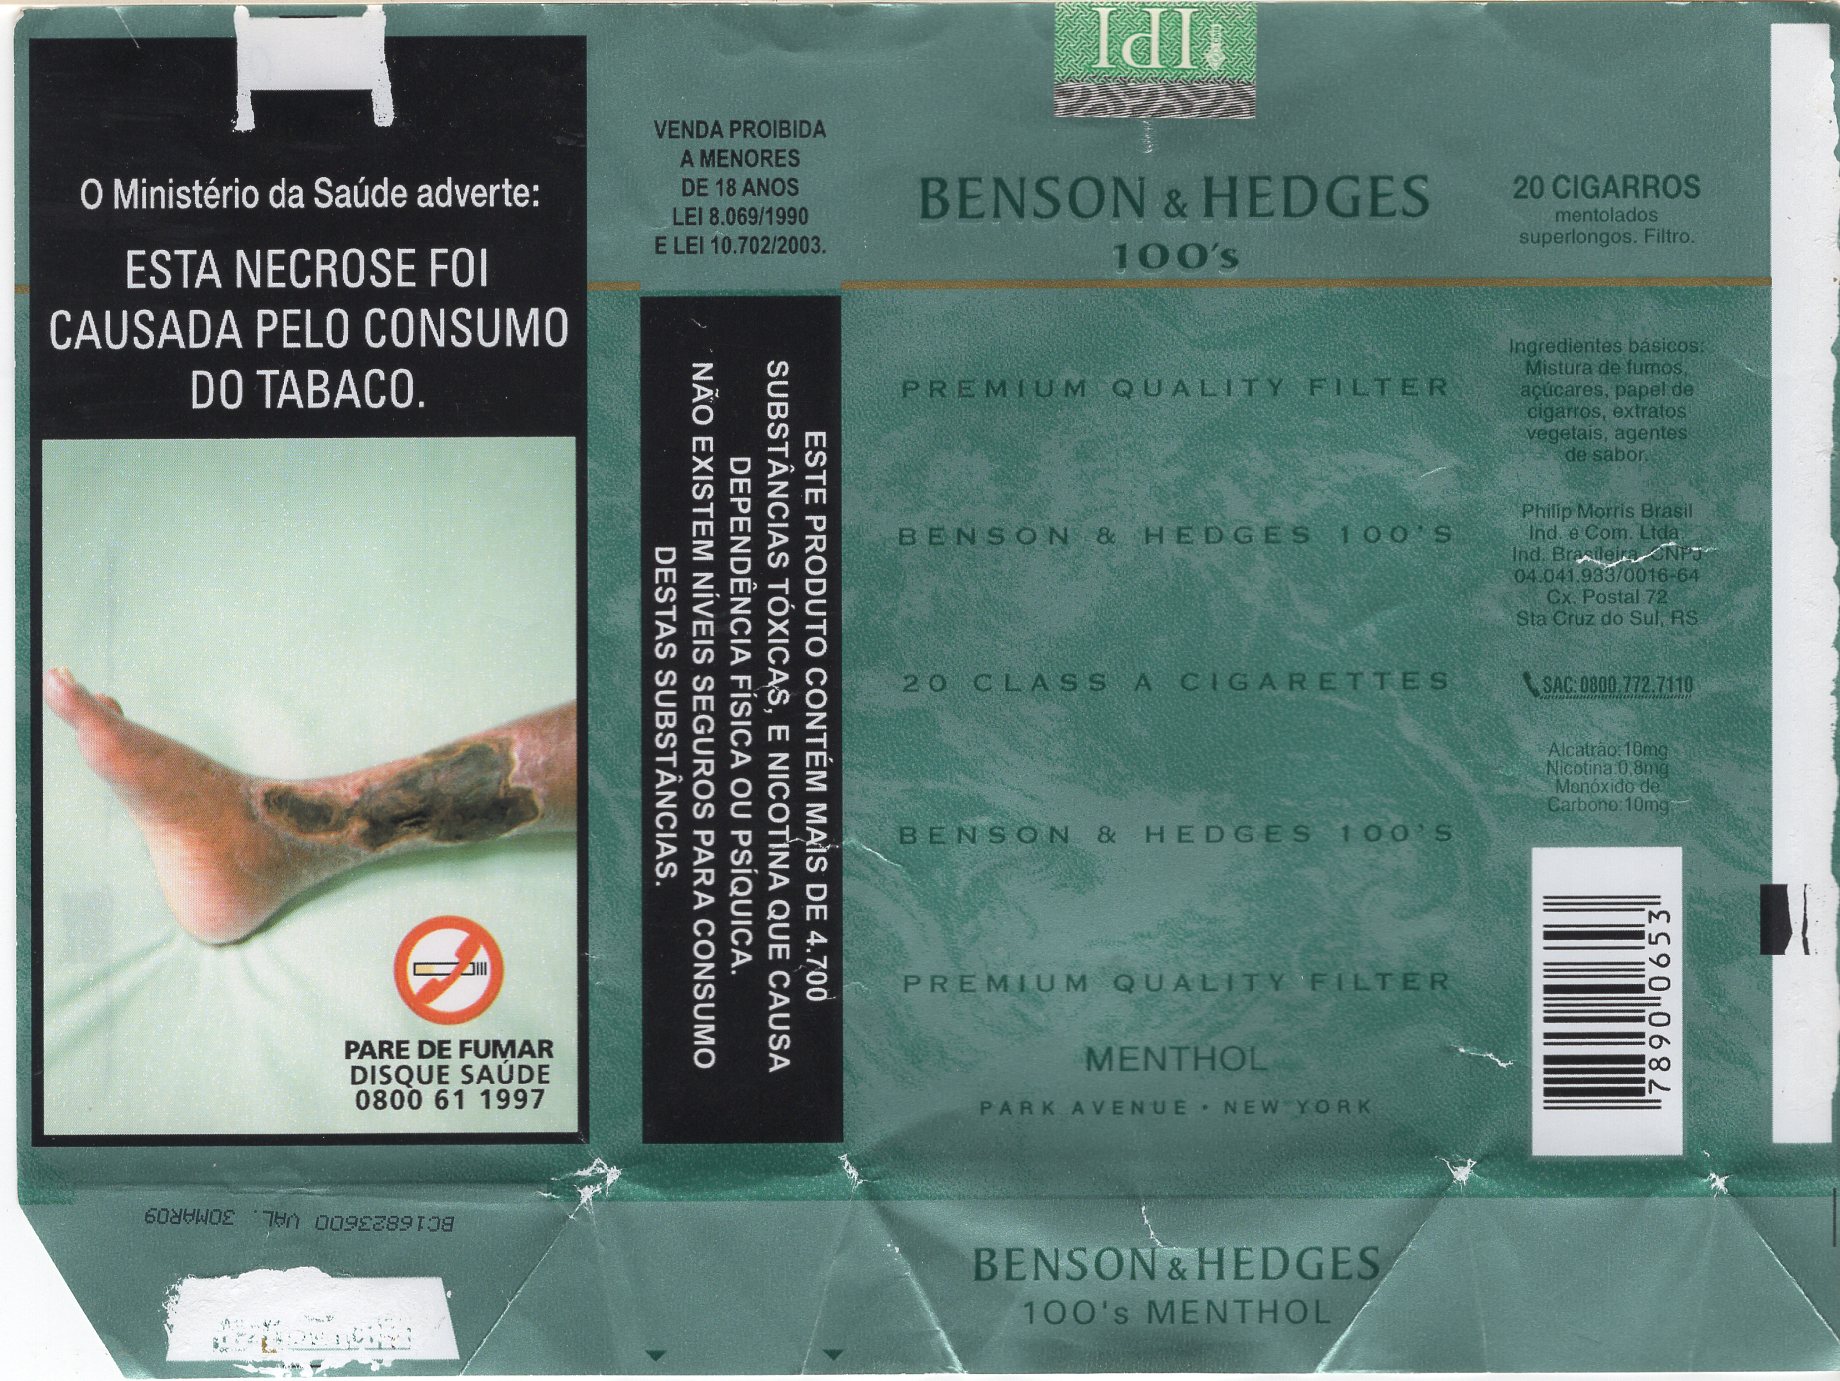 O Ministério da Saúde adverte:
ESTA NECROSE FOI
CAUSADA PELO CONSUMO
DO TABACO.
PARE DE FUMAR
DISQUE SAÚDE
0800 61 1997
BC16823600 VAL. 30MAR09
VENDA PROIBIDA
A MENORES
DE 18 ANOS
LEI 8.069/1990
E LEI 10.702/2003.
ESTE PRODUTO CONTÉM MAIS DE 4.700
SUBSTÂNCIAS TÓXICAS, E NICOTINA QUE CAUSA
DEPENDÊNCIA FÍSICA OU PSÍQUICA.
NÃO EXISTEM NÍVEIS SEGUROS PARA CONSUMO
DESTAS SUBSTÂNCIAS.
IPI
BENSON & HEDGES
100's
PREMIUM QUALITY FILTER
BENSON & HEDGES 100'S
20 CLASS A CIGARETTES
BENSON & HEDGES 100'S
PREMIUM QUALITY FILTER
MENTHOL
PARK AVENUE • NEW YORK
BENSON & HEDGES
100's MENTHOL
20 CIGARROS
mentolados
superlongos. Filtro.
Ingredientes básicos:
Mistura de fumos,
açúcares, papel de
cigarros, extratos
vegetais, agentes
de sabor.
Philip Morris Brasil
Ind. e Com. Ltda.
Ind. Brasileira CNPJ
04.041.933/0016-64
Cx. Postal 72
Sta Cruz do Sul, RS
SAC: 0800.772.7110
Alcatrão:10mg
Nicotina:0,8mg
Monóxido de
Carbono:10mg
78900653